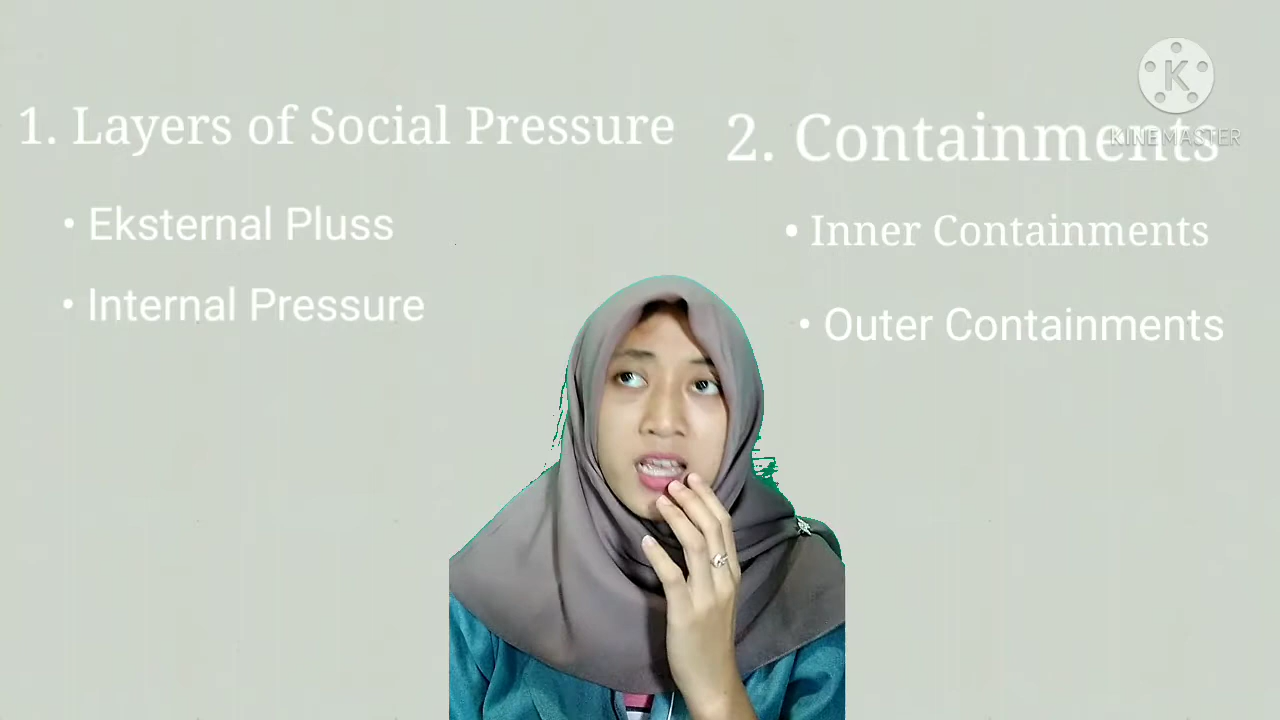 1. Layers of Social Pressure
• Eksternal Pluss
• Internal Pressure
2. Containments
• Inner Containments
• Outer Containments
K
KINEMASTER